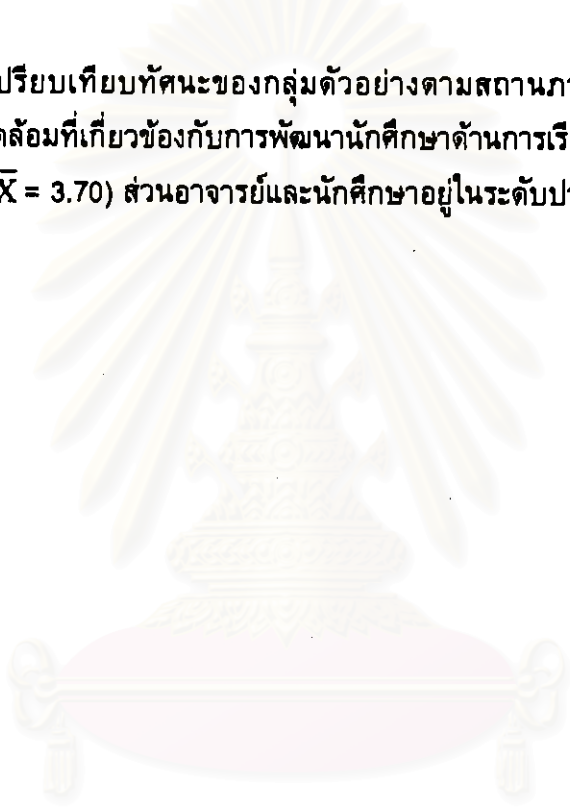 ปรียบเทียบทัศนะของกลุ่มตัวอย่างตามสถานภา
ดล้อมที่เกี่ยวข้องกับการพัฒนานักศึกษาด้านการเรี
X̅ = 3.70) ส่วนอาจารย์และนักศึกษาอยู่ในระดับปา